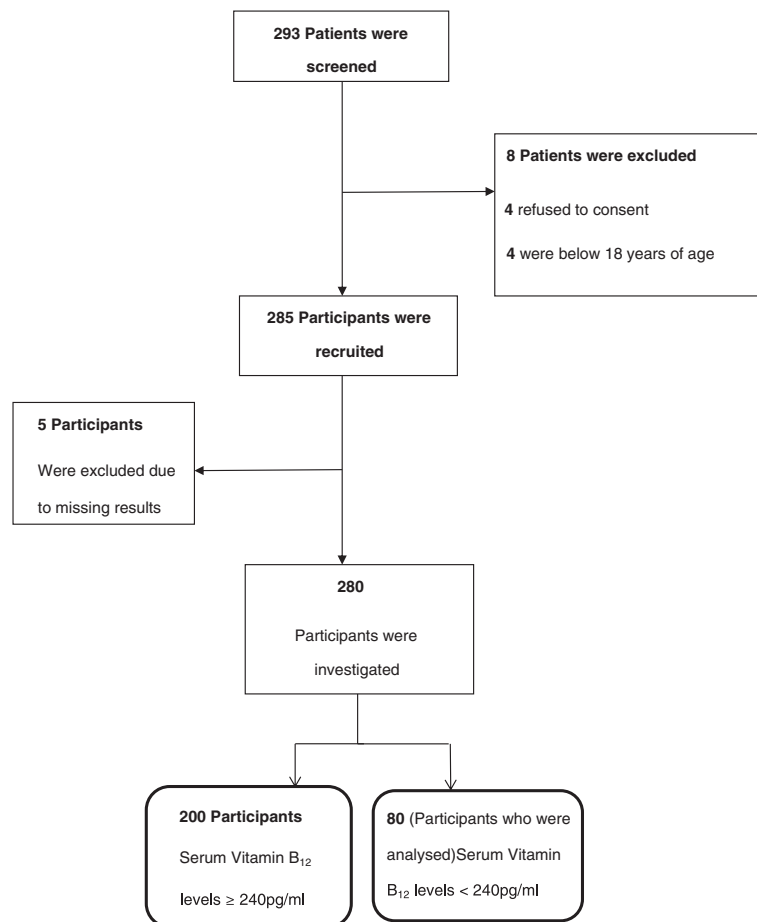 293 Patients were
screened
8 Patients were excluded
4 refused to consent
4 were below 18 years of age
285 Participants were
recruited
5 Participants
Were excluded due
to missing results
280
Participants were
investigated
200 Participants
Serum Vitamin B₁₂
levels ≥ 240pg/ml
80 (Participants who were
analysed)Serum Vitamin
B₁₂ levels < 240pg/ml